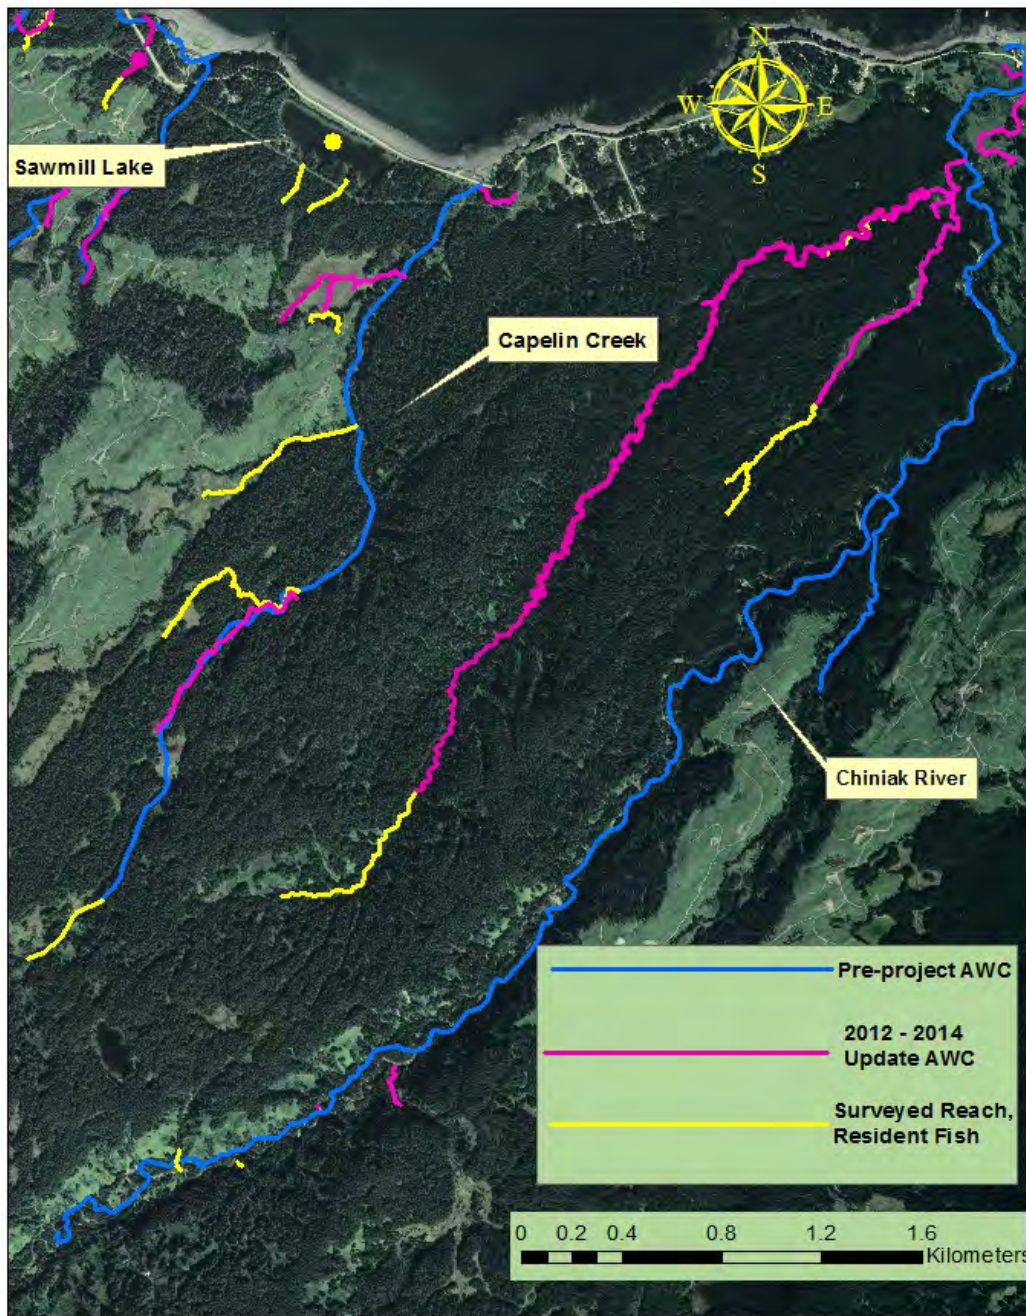 N
W E
S
Sawmill Lake
Capelin Creek
Chiniak River
Pre-project AWC
2012 - 2014
Update AWC
Surveyed Reach,
Resident Fish
0 0.2 0.4 0.8 1.2 1.6
Kilometers